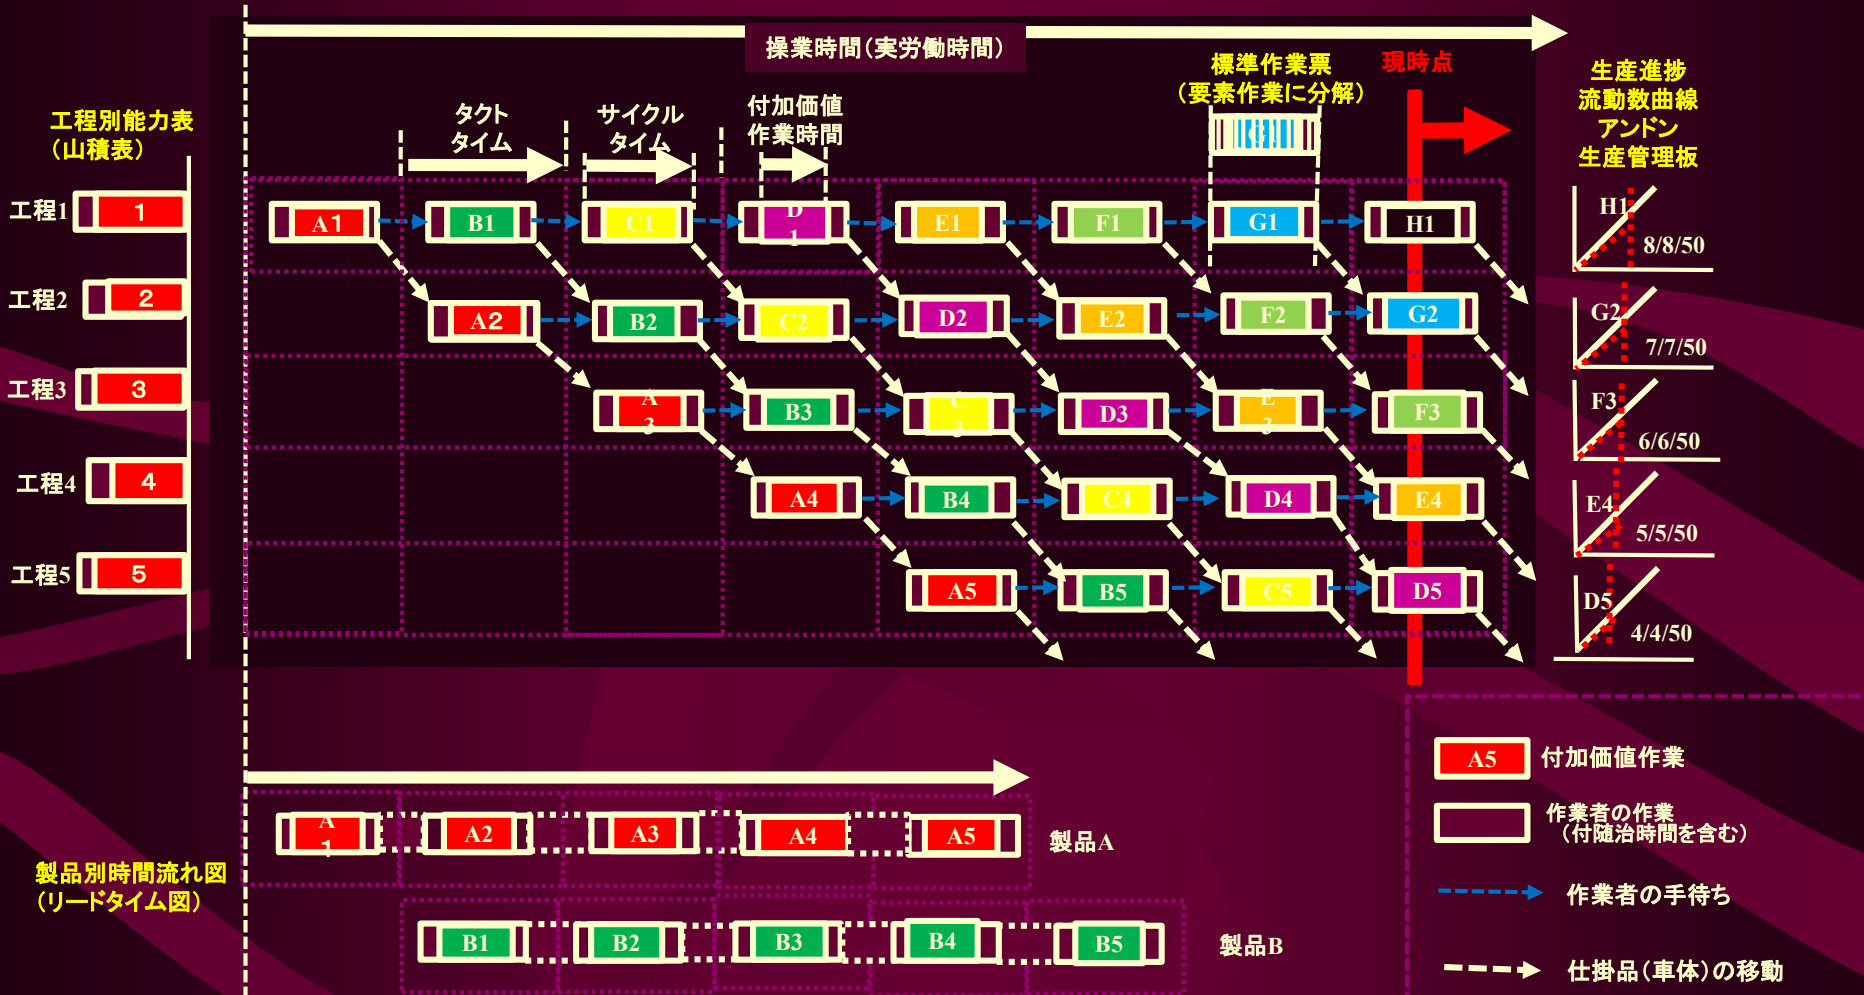 操業時間(実労働時間)
標準作業票
(要素作業に分解)
現時点
生産進捗
流動数曲線
アンドン
生産管理板
工程別能力表
(山積表)
タクト
タイム
サイクル
タイム
付加価値
作業時間
工程1 1
A1 B1 C1 D1 E1 F1 G1 H1
H1
8/8/50
工程2 2
A2 B2 C2 D2 E2 F2 G2
G2
7/7/50
工程3 3
A3 B3 C3 D3 E3 F3
F3
6/6/50
工程4 4
A4 B4 C4 D4 E4
E4
5/5/50
工程5 5
A5 B5 C5 D5
D5
4/4/50
製品別時間流れ図
(リードタイム図)
A1 A2 A3 A4 A5 製品A
B1 B2 B3 B4 B5 製品B
A5 付加価値作業
作業者の作業
(付随治時間を含む)
作業者の手待ち
仕掛品(車体)の移動